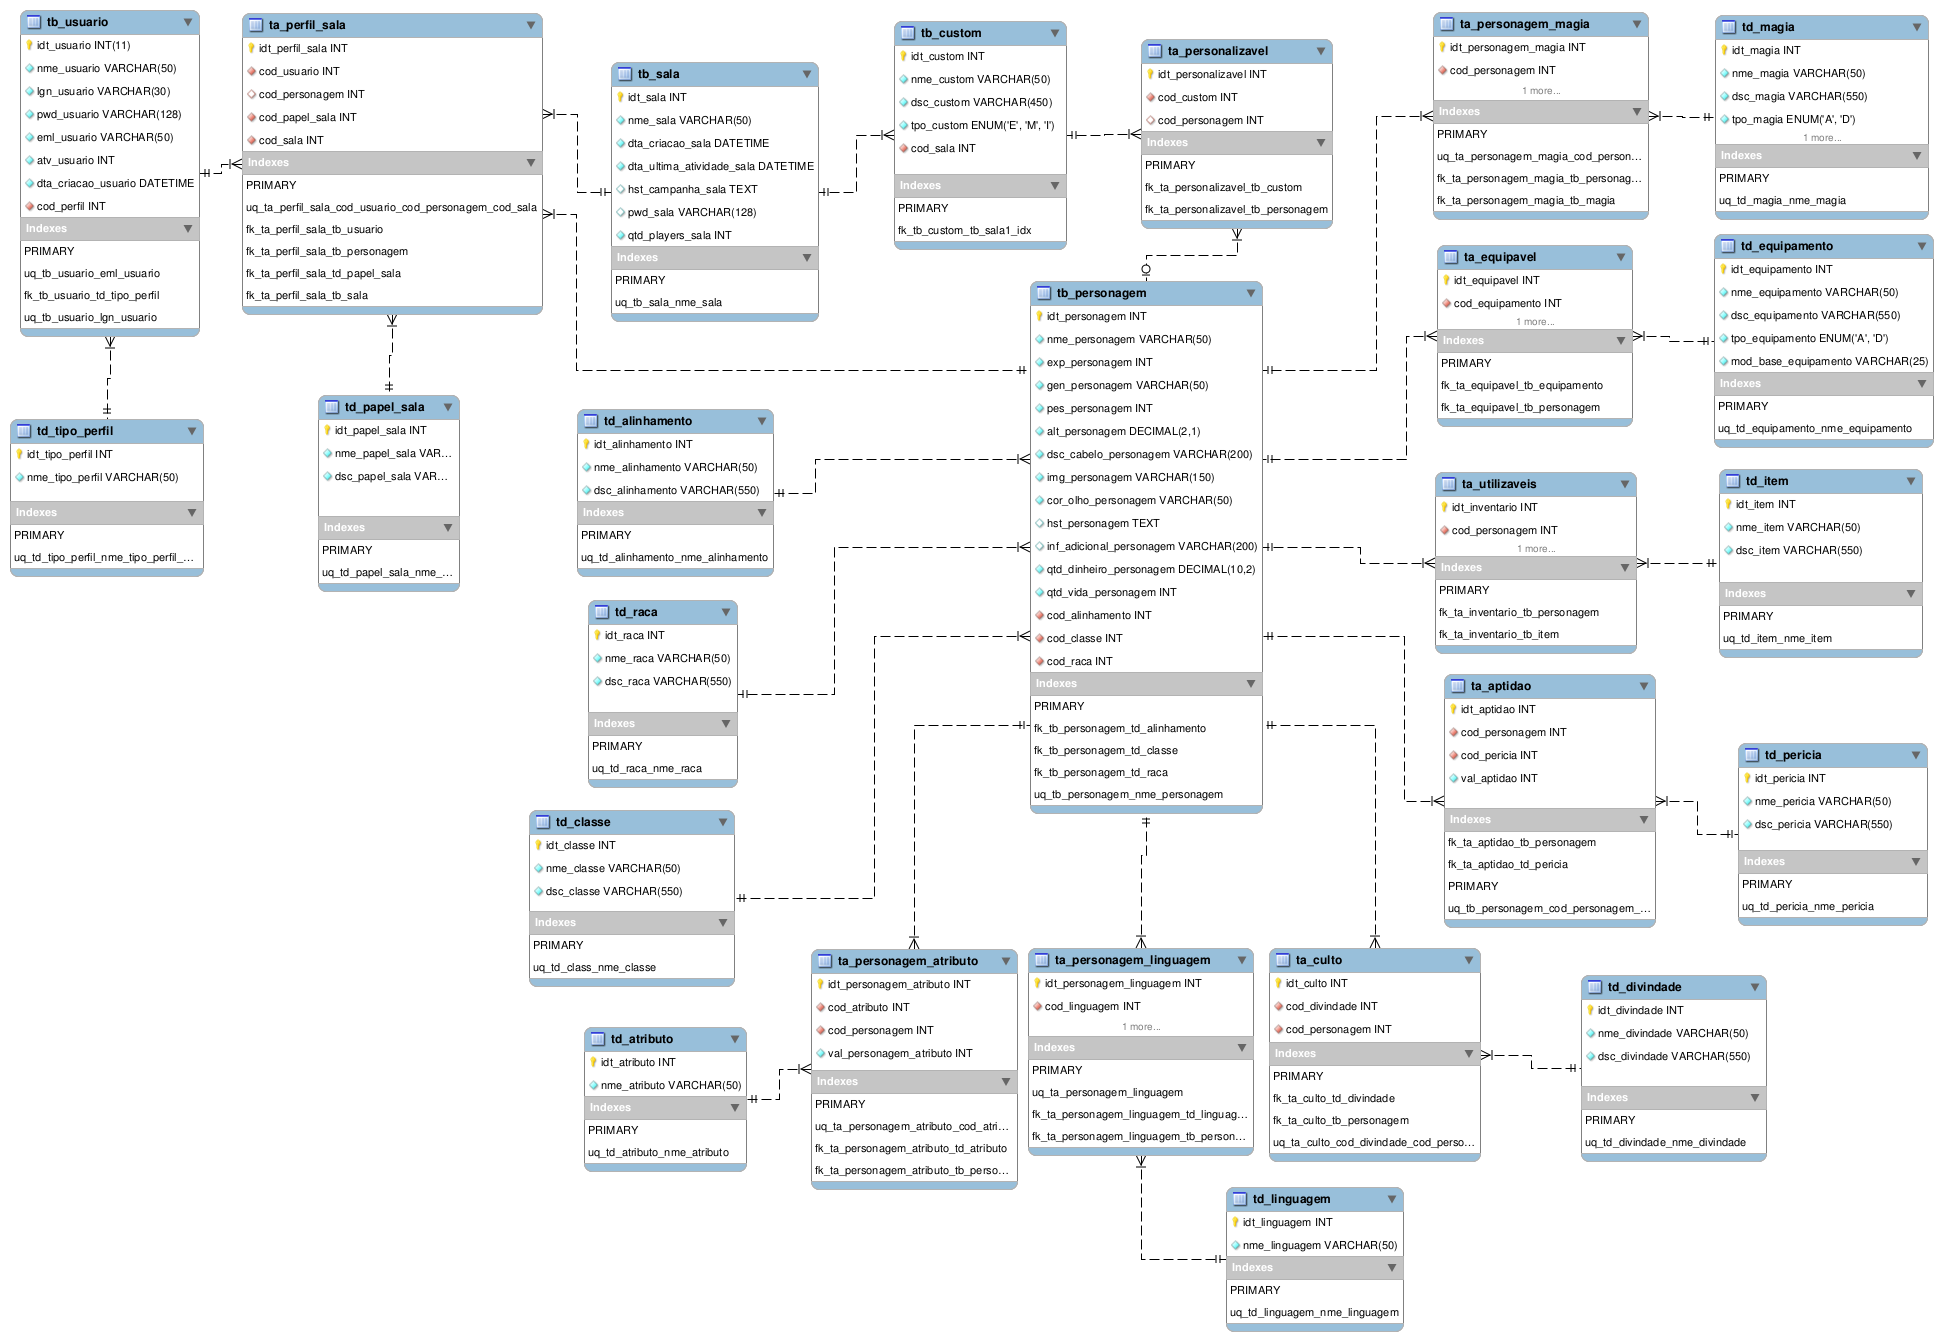 tb_usuario
idt_usuario INT(11)
nme_usuario VARCHAR(50)
lgn_usuario VARCHAR(30)
pwd_usuario VARCHAR(128)
eml_usuario VARCHAR(50)
atv_usuario INT
dta_criacao_usuario DATETIME
cod_perfil INT
Indexes
PRIMARY
uq_tb_usuario_eml_usuario
fk_tb_usuario_td_tipo_perfil
uq_tb_usuario_lgn_usuario
ta_perfil_sala
idt_perfil_sala INT
cod_usuario INT
cod_personagem INT
cod_papel_sala INT
cod_sala INT
Indexes
PRIMARY
uq_ta_perfil_sala_cod_usuario_cod_personagem_cod_sala
fk_ta_perfil_sala_tb_usuario
fk_ta_perfil_sala_tb_personagem
fk_ta_perfil_sala_td_papel_sala
fk_ta_perfil_sala_tb_sala
tb_sala
idt_sala INT
nme_sala VARCHAR(50)
dta_criacao_sala DATETIME
dta_ultima_atividade_sala DATETIME
hst_campanha_sala TEXT
pwd_sala VARCHAR(128)
qtd_players_sala INT
Indexes
PRIMARY
uq_tb_sala_nme_sala
tb_custom
idt_custom INT
nme_custom VARCHAR(50)
dsc_custom VARCHAR(450)
tpo_custom ENUM('E', 'M', 'I')
cod_sala INT
Indexes
PRIMARY
fk_tb_custom_tb_sala1_idx
ta_personalizavel
idt_personalizavel INT
cod_custom INT
cod_personagem INT
Indexes
PRIMARY
fk_ta_personalizavel_tb_custom
fk_ta_personalizavel_tb_personagem
ta_personagem_magia
idt_personagem_magia INT
cod_personagem INT
1 more...
Indexes
PRIMARY
uq_ta_personagem_magia_cod_person...
fk_ta_personagem_magia_tb_personag...
fk_ta_personagem_magia_tb_magia
td_magia
idt_magia INT
nme_magia VARCHAR(50)
dsc_magia VARCHAR(550)
tpo_magia ENUM('A', 'D')
1 more...
Indexes
PRIMARY
uq_td_magia_nme_magia
ta_equipavel
idt_equipavel INT
cod_equipamento INT
1 more...
Indexes
PRIMARY
fk_ta_equipavel_tb_equipamento
fk_ta_equipavel_tb_personagem
td_equipamento
idt_equipamento INT
nme_equipamento VARCHAR(50)
dsc_equipamento VARCHAR(550)
tpo_equipamento ENUM('A', 'D')
mod_base_equipamento VARCHAR(25)
Indexes
PRIMARY
uq_td_equipamento_nme_equipamento
tb_personagem
idt_personagem INT
nme_personagem VARCHAR(50)
exp_personagem INT
gen_personagem VARCHAR(50)
pes_personagem INT
alt_personagem DECIMAL(2,1)
dsc_cabelo_personagem VARCHAR(200)
img_personagem VARCHAR(150)
cor_olho_personagem VARCHAR(50)
hst_personagem TEXT
inf_adicional_personagem VARCHAR(200)
qtd_dinheiro_personagem DECIMAL(10,2)
qtd_vida_personagem INT
cod_alinhamento INT
cod_classe INT
cod_raca INT
Indexes
PRIMARY
fk_tb_personagem_td_alinhamento
fk_tb_personagem_td_classe
fk_tb_personagem_td_raca
uq_tb_personagem_nme_personagem
td_tipo_perfil
idt_tipo_perfil INT
nme_tipo_perfil VARCHAR(50)
Indexes
PRIMARY
uq_td_tipo_perfil_nme_tipo_perfil_...
td_papel_sala
idt_papel_sala INT
nme_papel_sala VAR...
dsc_papel_sala VAR...
Indexes
PRIMARY
uq_td_papel_sala_nme_...
td_alinhamento
idt_alinhamento INT
nme_alinhamento VARCHAR(50)
dsc_alinhamento VARCHAR(550)
Indexes
PRIMARY
uq_td_alinhamento_nme_alinhamento
ta_utilizaveis
idt_inventario INT
cod_personagem INT
1 more...
Indexes
PRIMARY
fk_ta_inventario_tb_personagem
fk_ta_inventario_tb_item
td_item
idt_item INT
nme_item VARCHAR(50)
dsc_item VARCHAR(550)
Indexes
PRIMARY
uq_td_item_nme_item
td_raca
idt_raca INT
nme_raca VARCHAR(50)
dsc_raca VARCHAR(550)
Indexes
PRIMARY
uq_td_raca_nme_raca
ta_aptidao
idt_aptidao INT
cod_personagem INT
cod_pericia INT
val_aptidao INT
Indexes
fk_ta_aptidao_tb_personagem
fk_ta_aptidao_td_pericia
PRIMARY
uq_tb_personagem_cod_personagem_...
td_pericia
idt_pericia INT
nme_pericia VARCHAR(50)
dsc_pericia VARCHAR(550)
Indexes
PRIMARY
uq_td_pericia_nme_pericia
td_classe
idt_classe INT
nme_classe VARCHAR(50)
dsc_classe VARCHAR(550)
Indexes
PRIMARY
uq_td_class_nme_classe
ta_personagem_atributo
idt_personagem_atributo INT
cod_atributo INT
cod_personagem INT
val_personagem_atributo INT
Indexes
PRIMARY
uq_ta_personagem_atributo_cod_atri...
fk_ta_personagem_atributo_td_atributo
fk_ta_personagem_atributo_tb_perso...
ta_personagem_linguagem
idt_personagem_linguagem INT
cod_linguagem INT
1 more...
Indexes
PRIMARY
uq_ta_personagem_linguagem
fk_ta_personagem_linguagem_td_linguag...
fk_ta_personagem_linguagem_tb_person...
ta_culto
idt_culto INT
cod_divindade INT
cod_personagem INT
Indexes
PRIMARY
fk_ta_culto_td_divindade
fk_ta_culto_tb_personagem
uq_ta_culto_cod_divindade_cod_perso...
td_divindade
idt_divindade INT
nme_divindade VARCHAR(50)
dsc_divindade VARCHAR(550)
Indexes
PRIMARY
uq_td_divindade_nme_divindade
td_atributo
idt_atributo INT
nme_atributo VARCHAR(50)
Indexes
PRIMARY
uq_td_atributo_nme_atributo
td_linguagem
idt_linguagem INT
nme_linguagem VARCHAR(50)
Indexes
PRIMARY
uq_td_linguagem_nme_linguagem